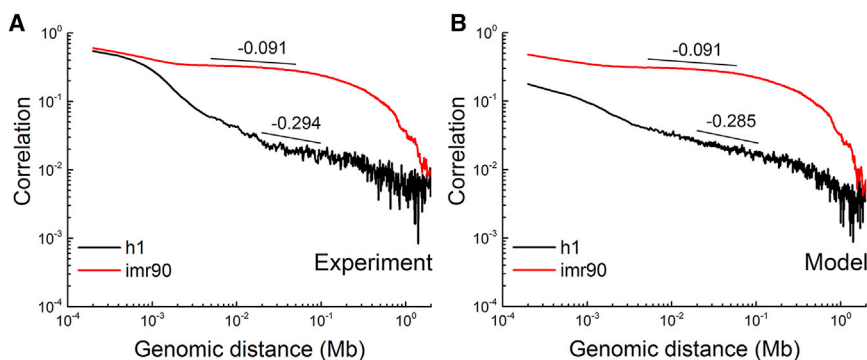 A
Correlation
10^0
10^-1
10^-2
10^-3
10^-4
-0.091
-0.294
h1
imr90
Experiment
10^-4 10^-3 10^-2 10^-1 10^0
Genomic distance (Mb)
B
Correlation
10^0
10^-1
10^-2
10^-3
10^-4
-0.091
-0.285
h1
imr90
Model
10^-4 10^-3 10^-2 10^-1 10^0
Genomic distance (Mb)